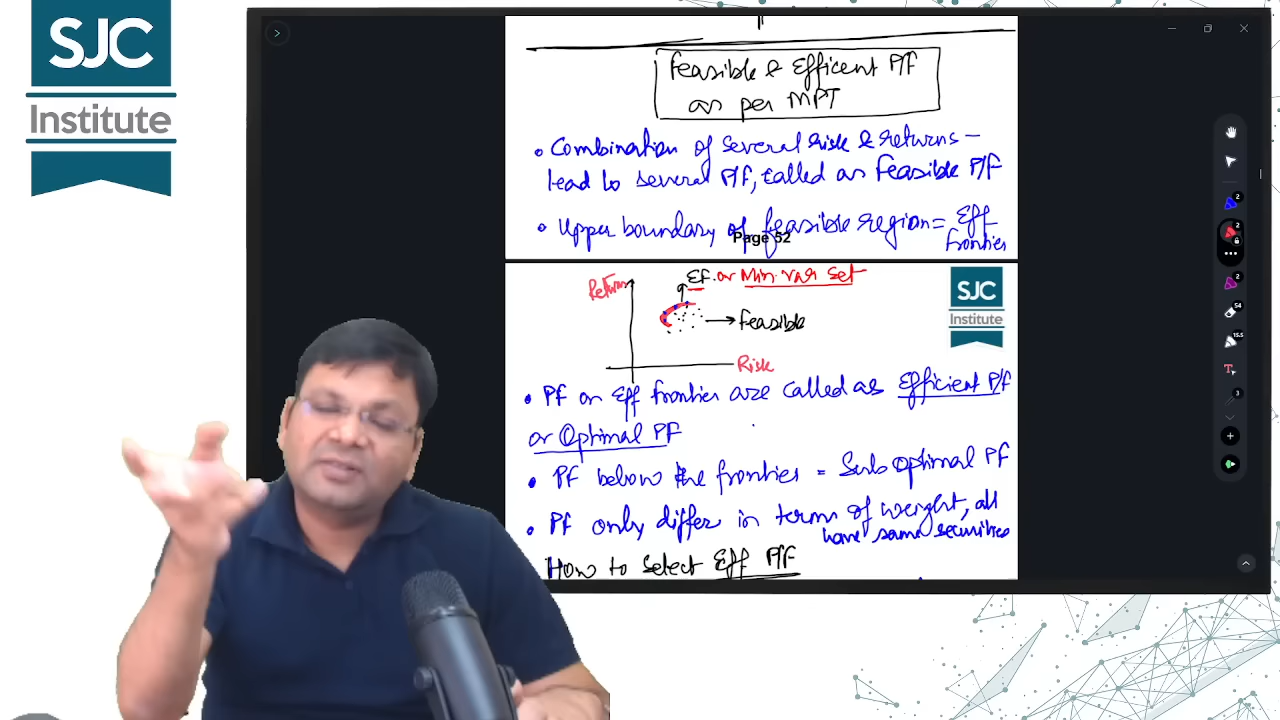 SJC
Institute
Feasible & Efficent P/F
as per MPT
• Combination of several risk & returns –
lead to several P/F, called as feasible P/F
• Upper boundary of feasible region = Eff
frontier
Page 52
Return
EF. or Min. Var Set
SJC
Institute
→ Feasible
Risk
• PF on Eff frontier are called as Efficient P/F
or Optimal PF
• PF below the frontier = Sub Optimal PF
• PF only differ in terms of weight, all
have same securities
How to select Eff P/F